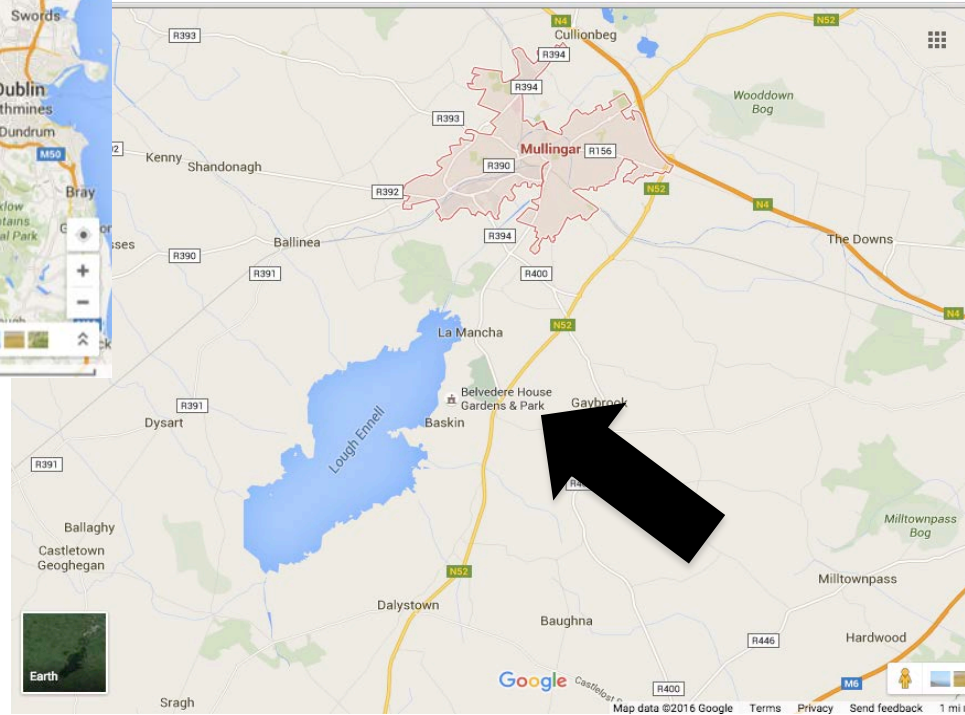 Swords
Dublin
Dundrum
M50
Bray
R393
N4
Cullionbeg
N52
R394
R394
Wooddown
Bog
R393
Mullingar
R156
Kenny
Shandonagh
R390
R392
N52
N4
R394
The Downs
Ballinea
R390
R391
R400
N4
La Mancha
N52
Belvedere House
Gardens & Park
Gaybrook
R391
Dysart
Baskin
Lough Ennell
R391
Milltownpass
Bog
Ballaghy
Castletown
Geoghegan
N52
Milltownpass
Dalystown
Baughna
R446
Hardwood
Earth
Google
R400
M6
Sragh
Map data ©2016 Google Terms Privacy Send feedback 1 mi